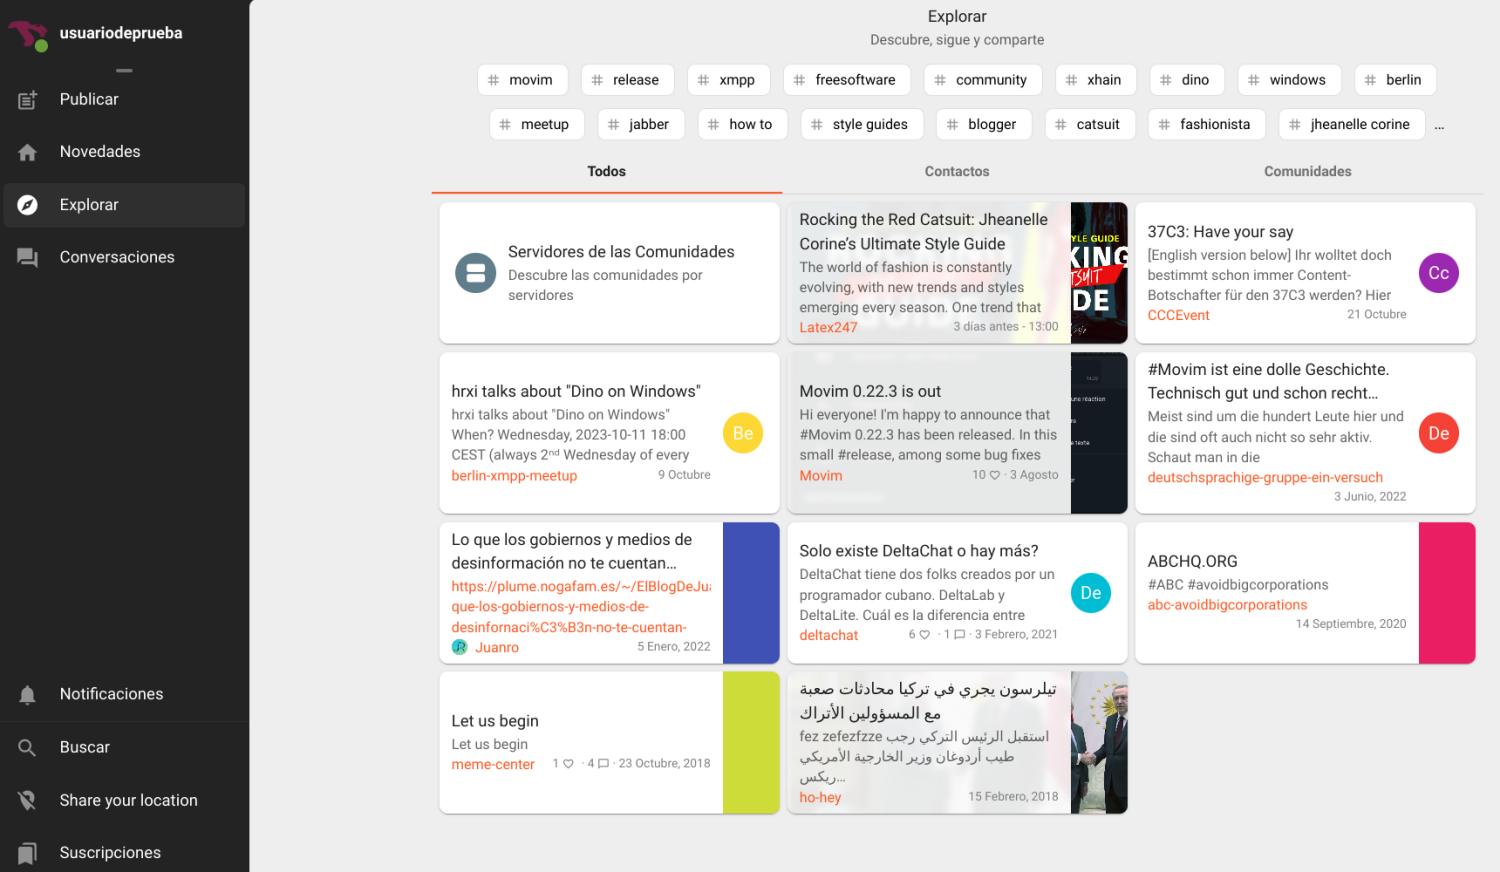 usuariodeprueba
Publicar
Novedades
Explorar
Conversaciones
Notificaciones
Buscar
Share your location
Suscripciones
Explorar
Descubre, sigue y comparte
# movim # release # xmpp # freesoftware # community # xhain # dino # windows # berlin
# meetup # jabber # how to # style guides # blogger # catsuit # fashionista # jheanelle corine ...
Todos Contactos Comunidades
Servidores de las Comunidades
Descubre las comunidades por
servidores
Rocking the Red Catsuit: Jheanelle
Corine’s Ultimate Style Guide
The world of fashion is constantly
evolving, with new trends and styles
emerging every season. One trend that
Latex247 3 días antes - 13:00
YLE GUIDE
KING
DE
37C3: Have your say
[English version below] Ihr wolltet doch
bestimmt schon immer Content-
Botschafter für den 37C3 werden? Hier
CCCEvent 21 Octubre
Cc
hrxi talks about "Dino on Windows"
hrxi talks about "Dino on Windows"
When? Wednesday, 2023-10-11 18:00
CEST (always 2ⁿᵈ Wednesday of every
berlin-xmpp-meetup 9 Octubre
Be
Movim 0.22.3 is out
Hi everyone! I'm happy to announce that
#Movim 0.22.3 has been released. In this
small #release, among some bug fixes
Movim 10 · 3 Agosto
une réaction
e texte
#Movim ist eine dolle Geschichte.
Technisch gut und schon recht…
Meist sind um die hundert Leute hier und
die sind oft auch nicht so sehr aktiv.
Schaut man in die
deutschsprachige-gruppe-ein-versuch
3 Junio, 2022
De
Lo que los gobiernos y medios de
desinformación no te cuentan…
https://plume.nogafam.es/~/ElBlogDeJua
que-los-gobiernos-y-medios-de-
desinfornaci%C3%B3n-no-te-cuentan-
Juanro 5 Enero, 2022
Solo existe DeltaChat o hay más?
DeltaChat tiene dos folks creados por un
programador cubano. DeltaLab y
DeltaLite. Cuál es la diferencia entre
deltachat 6 · 1 · 3 Febrero, 2021
De
ABCHQ.ORG
#ABC #avoidbigcorporations
abc-avoidbigcorporations
14 Septiembre, 2020
Let us begin
Let us begin
meme-center 1 · 4 · 23 Octubre, 2018
تيلرسون يجري في تركيا محادثات صعبة
مع المسؤولين الأتراك
fez zefezfzze استقبل الرئيس التركي رجب
طيب أردوغان وزير الخارجية الأمريكي
ريكس…
ho-hey 15 Febrero, 2018